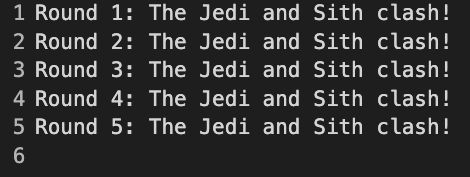 1 Round 1: The Jedi and Sith clash!
2 Round 2: The Jedi and Sith clash!
3 Round 3: The Jedi and Sith clash!
4 Round 4: The Jedi and Sith clash!
5 Round 5: The Jedi and Sith clash!
6